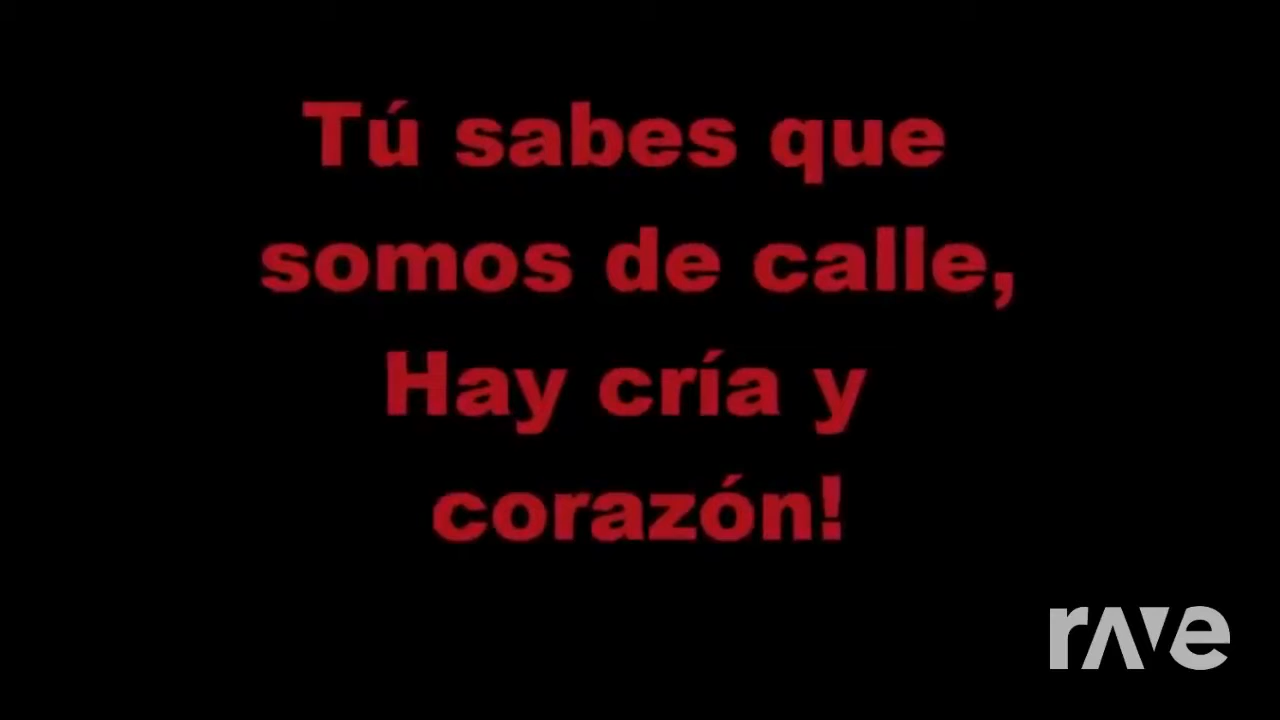 Tú sabes que
somos de calle,
Hay cría y
corazón!
rave